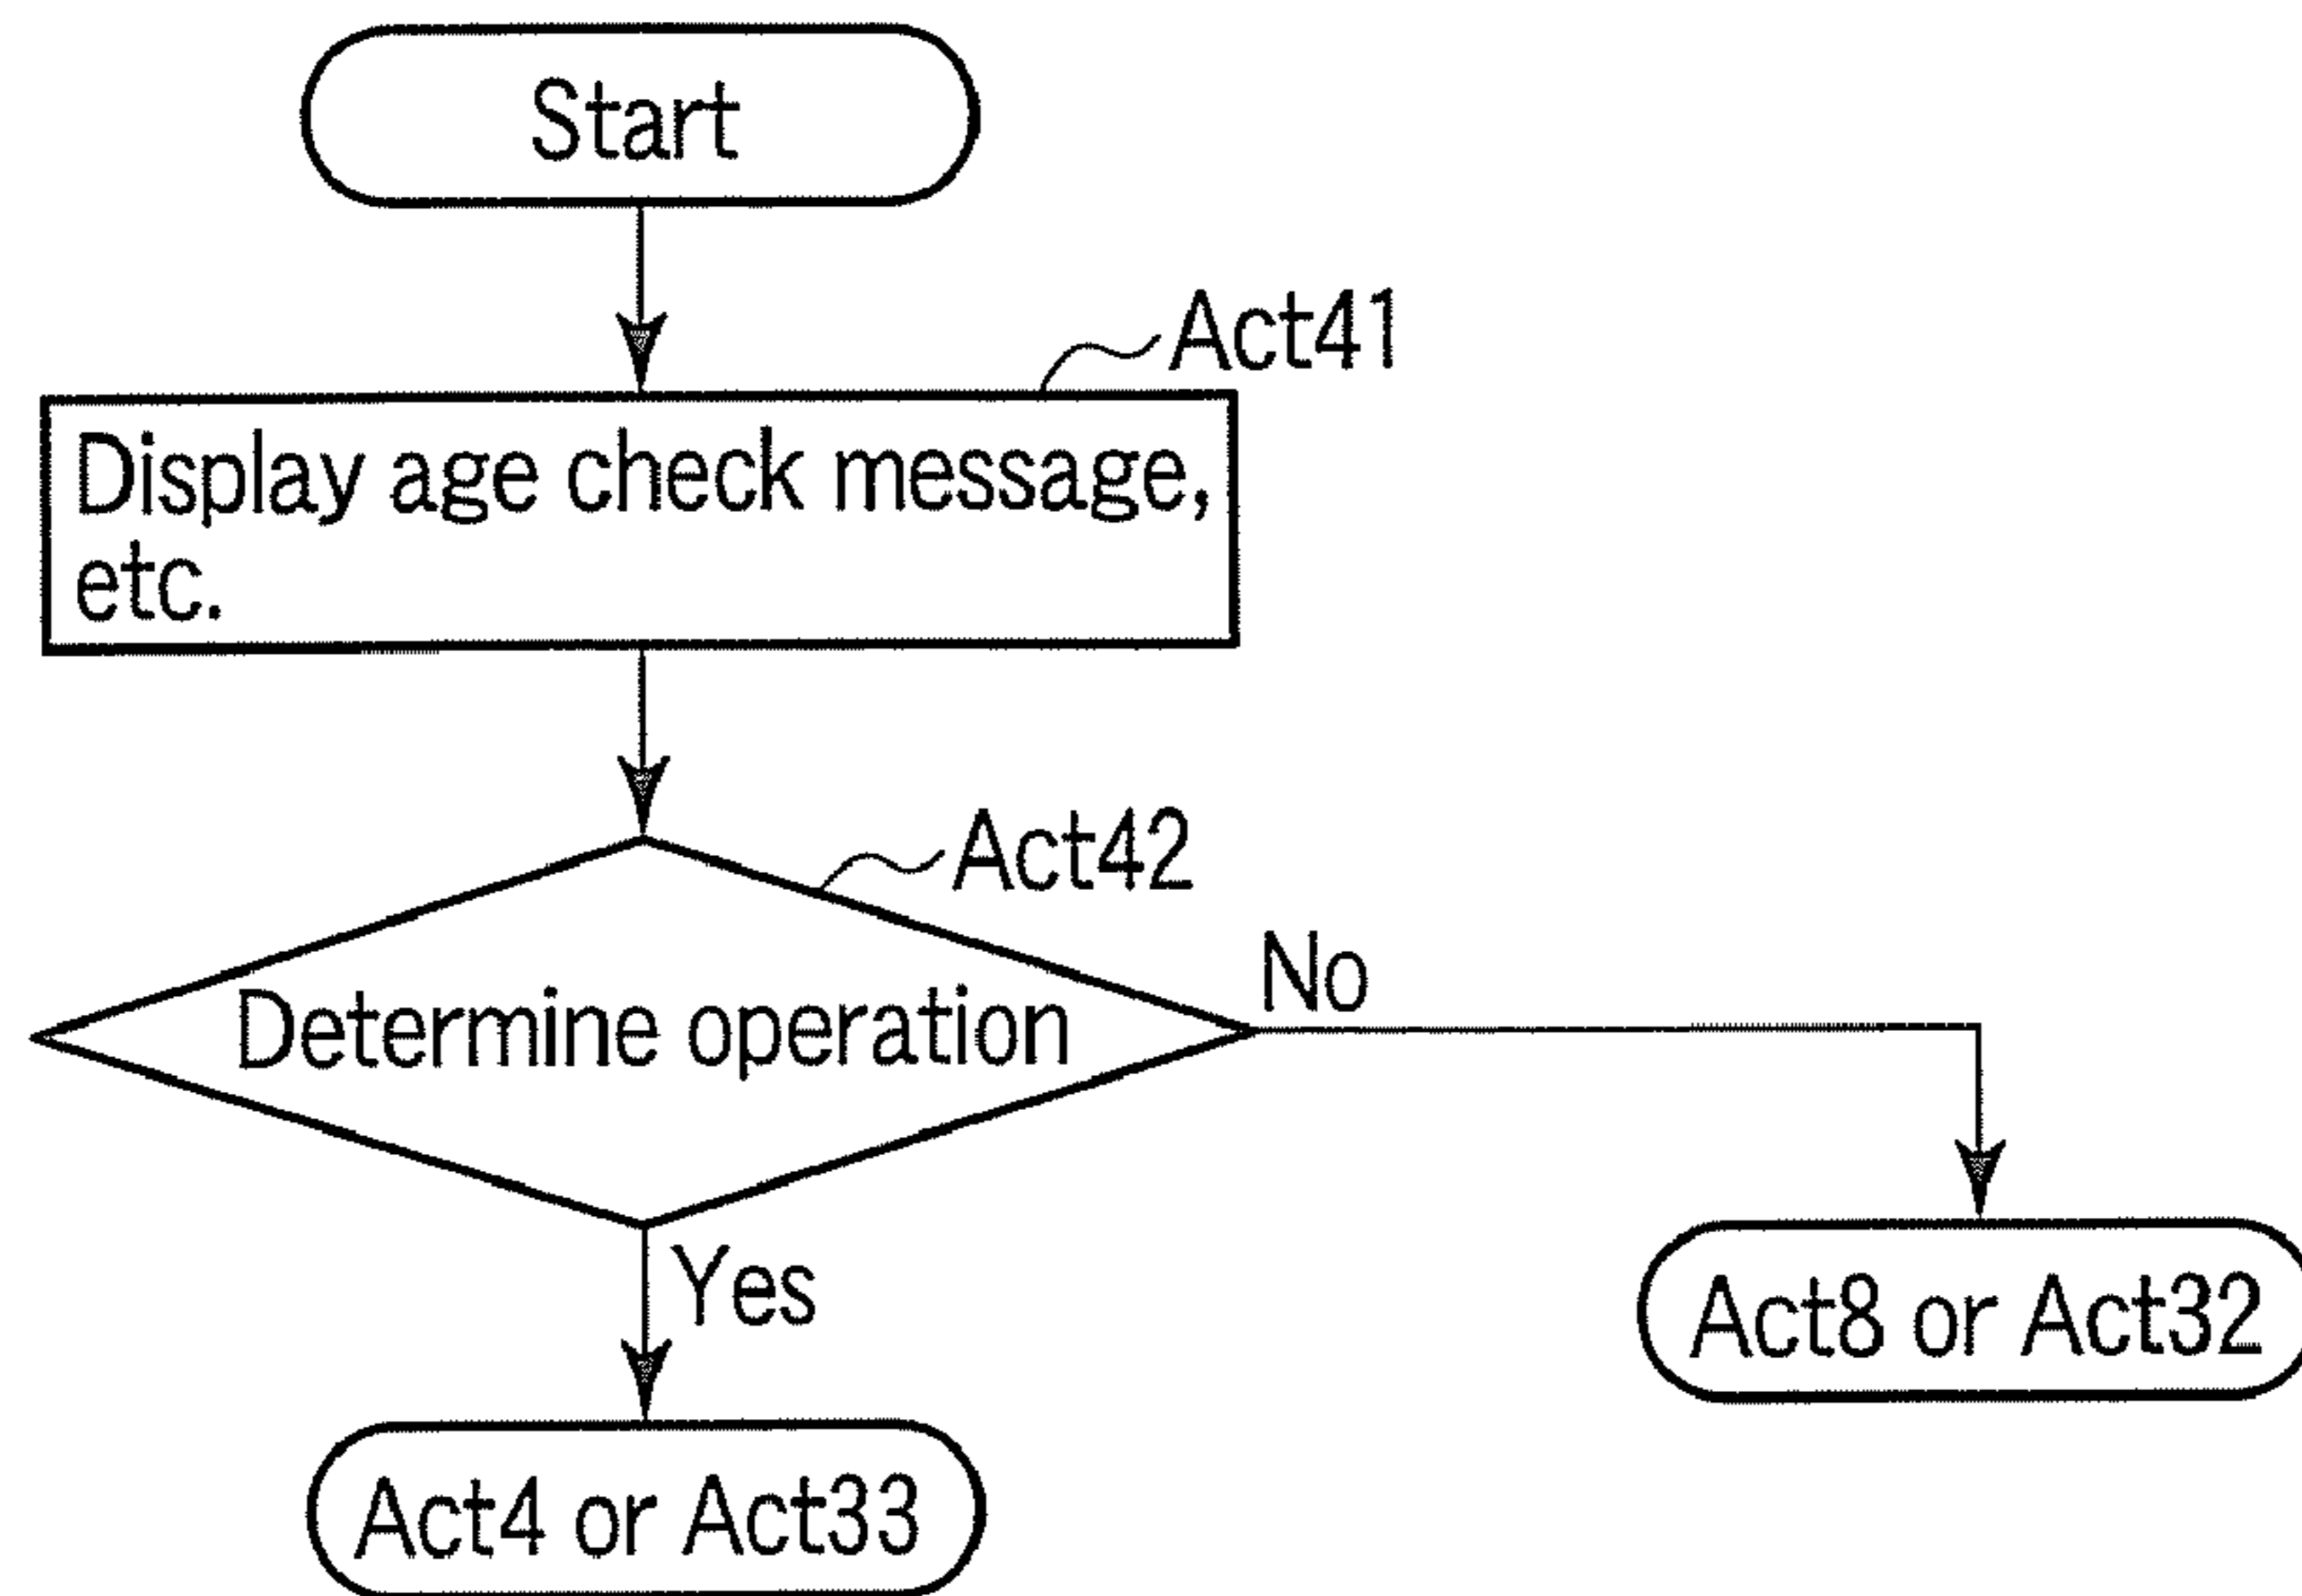 Start
Act41
Display age check message,
etc.
Act42
Determine operation
No
Yes
Act8 or Act32
Act4 or Act33